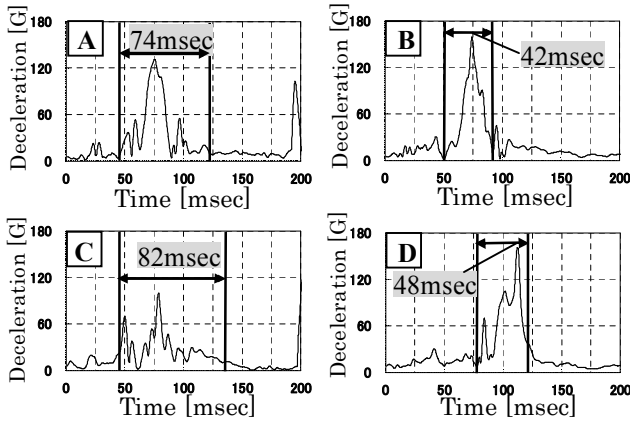 A
74msec
Deceleration [G]
180
120
60
0
0 50 100 150 200
Time [msec]
B
42msec
Deceleration [G]
180
120
60
0
0 50 100 150 200
Time [msec]
C
82msec
Deceleration [G]
180
120
60
0
0 50 100 150 200
Time [msec]
D
48msec
Deceleration [G]
180
120
60
0
0 50 100 150 200
Time [msec]